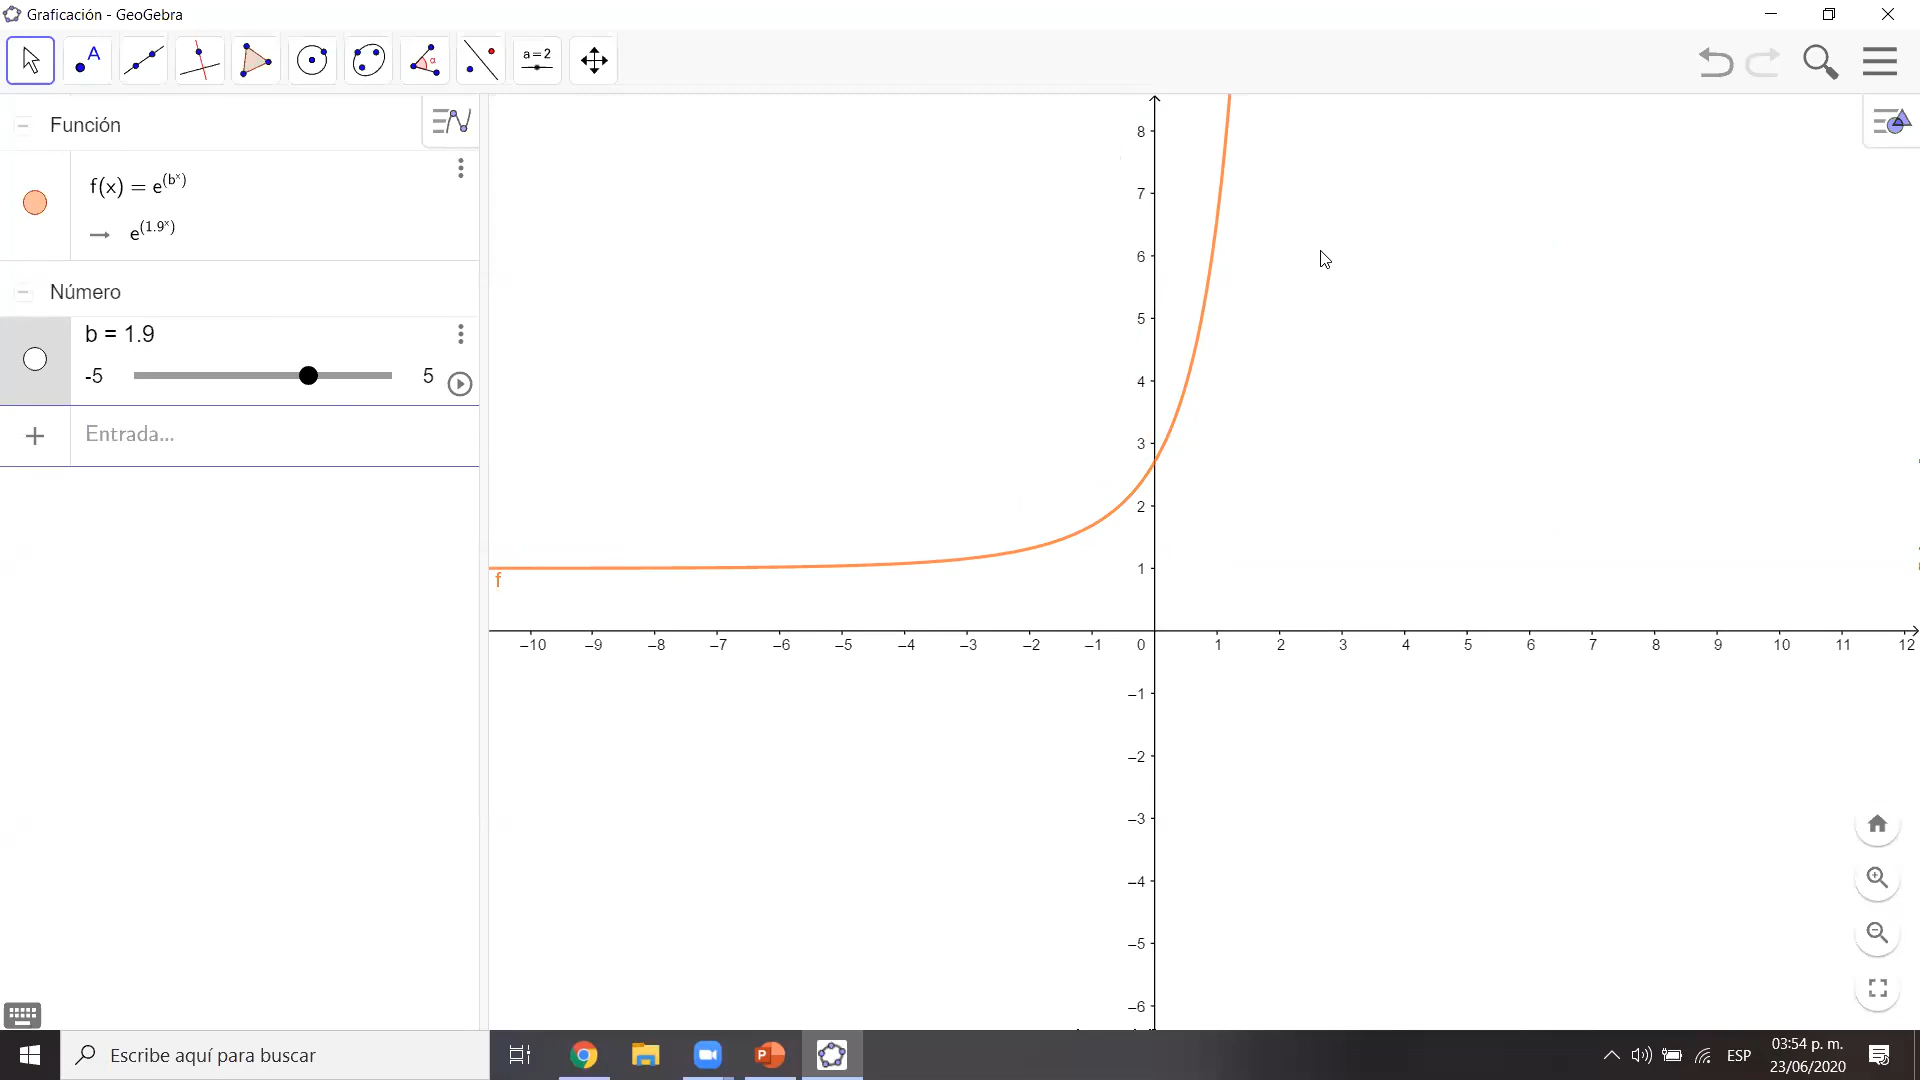 Graficación - GeoGebra
A
α
a=2
Función
f(x) = e^(b^x)
→ e^(1.9^x)
Número
b = 1.9
-5 5
+ Entrada...
8
7
6
5
4
3
2
1
f
–10 –9 –8 –7 –6 –5 –4 –3 –2 –1 0 1 2 3 4 5 6 7 8 9 10 11 12
–1
–2
–3
–4
–5
–6
Escribe aquí para buscar
P
ESP
03:54 p. m.
23/06/2020